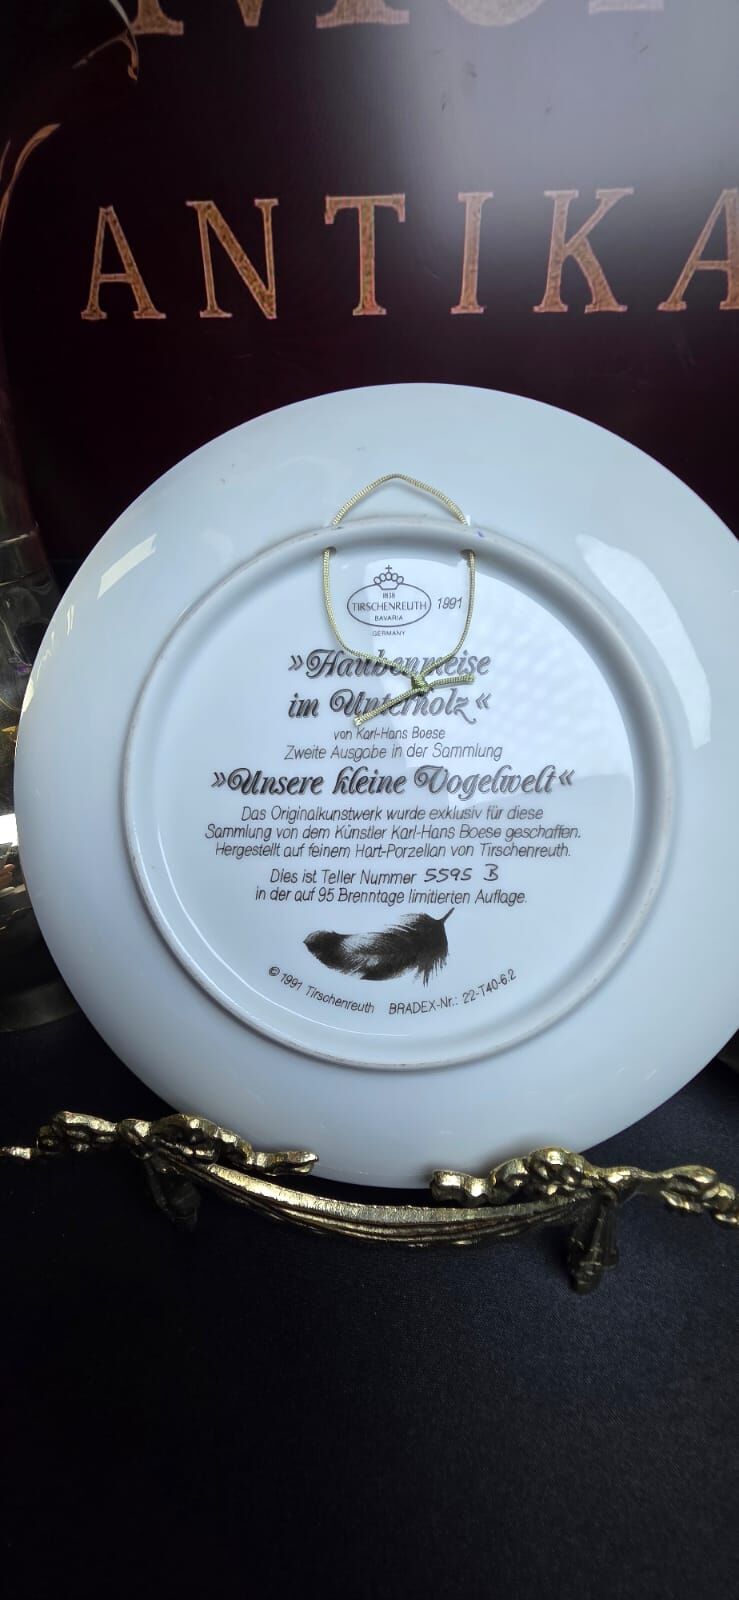 ANTIKA
1838
TIRSCHENREUTH
BAVARIA
GERMANY
1991
»Haubenmeise
im Unterholz«
von Karl-Hans Boese
Zweite Ausgabe in der Sammlung
»Unsere kleine Vogelwelt«
Das Originalkunstwerk wurde exklusiv für diese
Sammlung von dem Künstler Karl-Hans Boese geschaffen.
Hergestellt auf feinem Hart-Porzellan von Tirschenreuth.
Dies ist Teller Nummer 5595 B
in der auf 95 Brenntage limitierten Auflage.
© 1991 Tirschenreuth BRADEX-Nr.: 22-T40-6.2